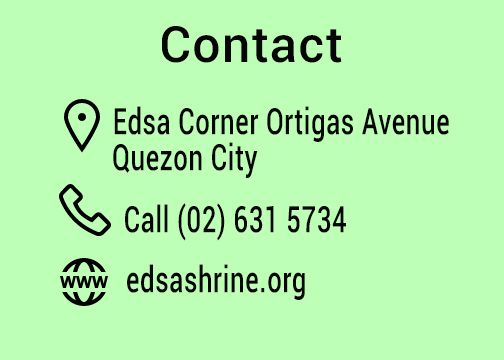 Contact
Edsa Corner Ortigas Avenue
Quezon City
Call (02) 631 5734
www
edsashrine.org